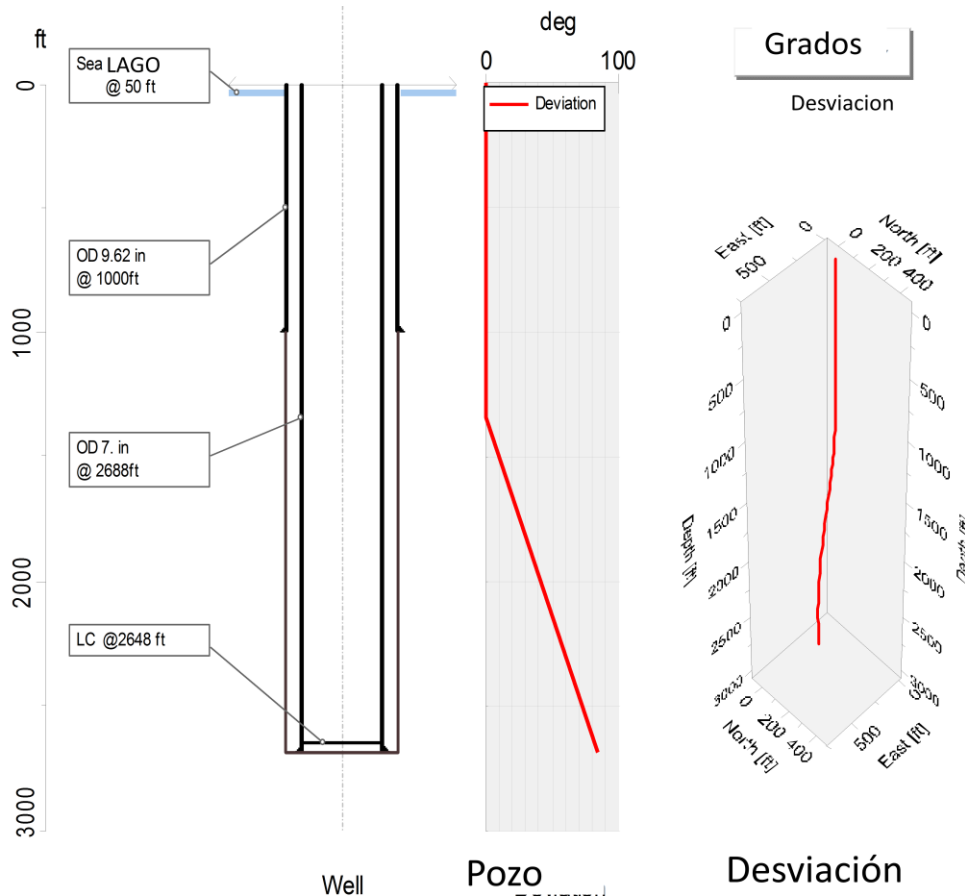 ft
deg
0
100
Deviation
Grados
Desviacion
Sea LAGO
@ 50 ft
OD 9.62 in
@ 1000ft
OD 7. in
@ 2688ft
LC @2648 ft
0
1000
2000
3000
East [ft]
North [ft]
500
0
0
200
400
0
500
1000
1500
2000
2500
3000
Depth [ft]
0
500
1000
1500
2000
2500
3000
0
200
400
North [ft]
0
500
East [ft]
Well
Pozo
Desviación